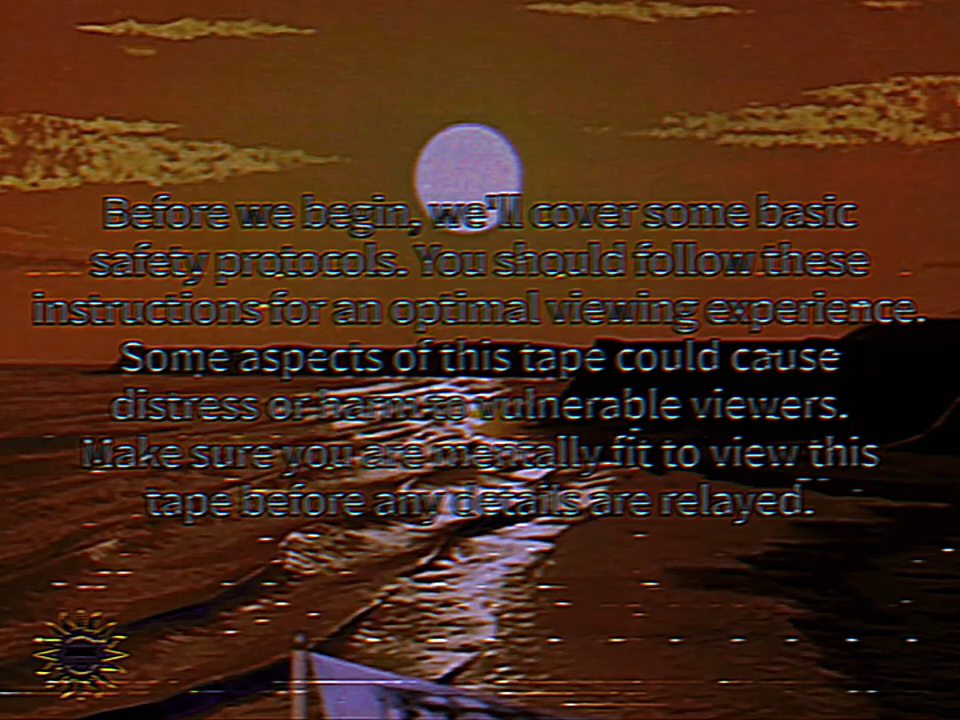 Before we begin, we'll cover some basic
safety protocols. You should follow these
instructions for an optimal viewing experience.
Some aspects of this tape could cause
distress or harm to vulnerable viewers.
Make sure you are mentally fit to view this
tape before any details are relayed.